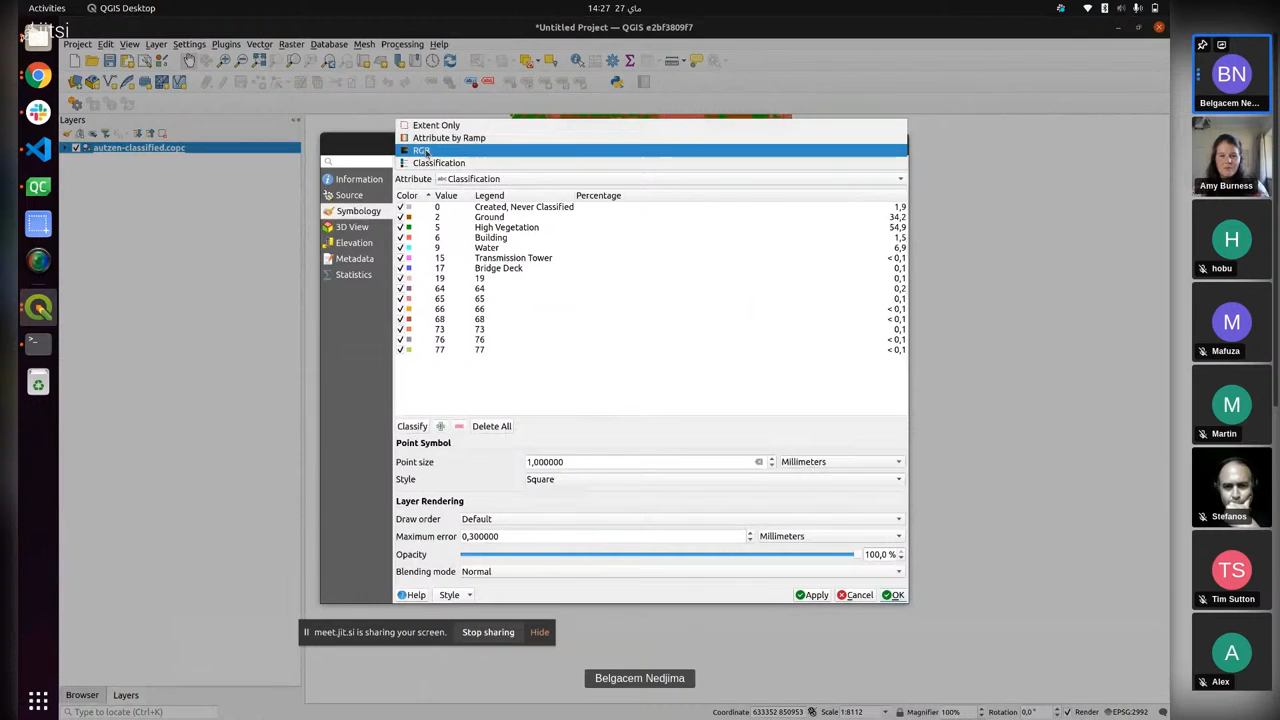 Activities QGIS Desktop 14:27 27 ماي
jitsi
*Untitled Project — QGIS e2bf3809f7
Project Edit View Layer Settings Plugins Vector Raster Database Mesh Processing Help
Layers
autzen-classified.copc
Extent Only
Attribute by Ramp
RGB
Classification
Attribute abc Classification
Color Value Legend Percentage
0 Created, Never Classified 1,9
2 Ground 34,2
5 High Vegetation 54,9
6 Building 1,5
9 Water 6,9
15 Transmission Tower < 0,1
17 Bridge Deck 0,1
19 19 0,1
64 64 0,2
65 65 0,1
66 66 < 0,1
68 68 < 0,1
73 73 0,1
76 76 < 0,1
77 77 < 0,1
Information
Source
Symbology
3D View
Elevation
Metadata
Statistics
Classify Delete All
Point Symbol
Point size 1,000000 Millimeters
Style Square
Layer Rendering
Draw order Default
Maximum error 0,300000 Millimeters
Opacity 100,0 %
Blending mode Normal
Help Style Apply Cancel OK
meet.jit.si is sharing your screen. Stop sharing Hide
Belgacem Nedjima
BN
Belgacem Ne...
Amy Burness
H
hobu
M
Mafuza
M
Martin
Stefanos
TS
Tim Sutton
A
Alex
Browser Layers
Type to locate (Ctrl+K)
Coordinate 633352 850953 Scale 1:8112 Magnifier 100% Rotation 0,0° Render EPSG:2992